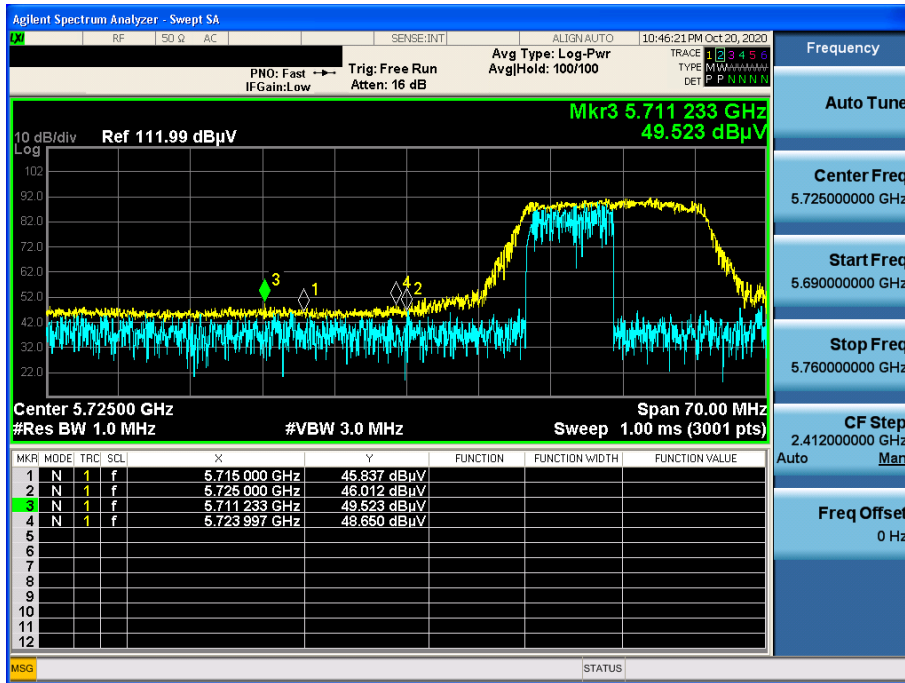 Agilent Spectrum Analyzer - Swept SA
LXI RF 50 Ω AC SENSE:INT ALIGN AUTO 10:46:21 PM Oct 20, 2020
Frequency
PNO: Fast Trig: Free Run Avg Type: Log-Pwr TRACE 1 2 3 4 5 6
IFGain:Low Atten: 16 dB Avg|Hold: 100/100 TYPE M W W W W W
DET P P N N N N
Auto Tune
Mkr3 5.711 233 GHz
49.523 dBµV
10 dB/div Ref 111.99 dBµV
Log
102
92.0
82.0
72.0
62.0
52.0
42.0
32.0
22.0
3
1
4
2
Center Freq
5.725000000 GHz
Start Freq
5.690000000 GHz
Stop Freq
5.760000000 GHz
Center 5.72500 GHz Span 70.00 MHz
#Res BW 1.0 MHz #VBW 3.0 MHz Sweep 1.00 ms (3001 pts)
CF Step
2.412000000 GHz
Auto Man
MKR MODE TRC SCL X Y FUNCTION FUNCTION WIDTH FUNCTION VALUE
1 N 1 f 5.715 000 GHz 45.837 dBµV
2 N 1 f 5.725 000 GHz 46.012 dBµV
3 N 1 f 5.711 233 GHz 49.523 dBµV
4 N 1 f 5.723 997 GHz 48.650 dBµV
5
6
7
8
9
10
11
12
Freq Offset
0 Hz
MSG STATUS